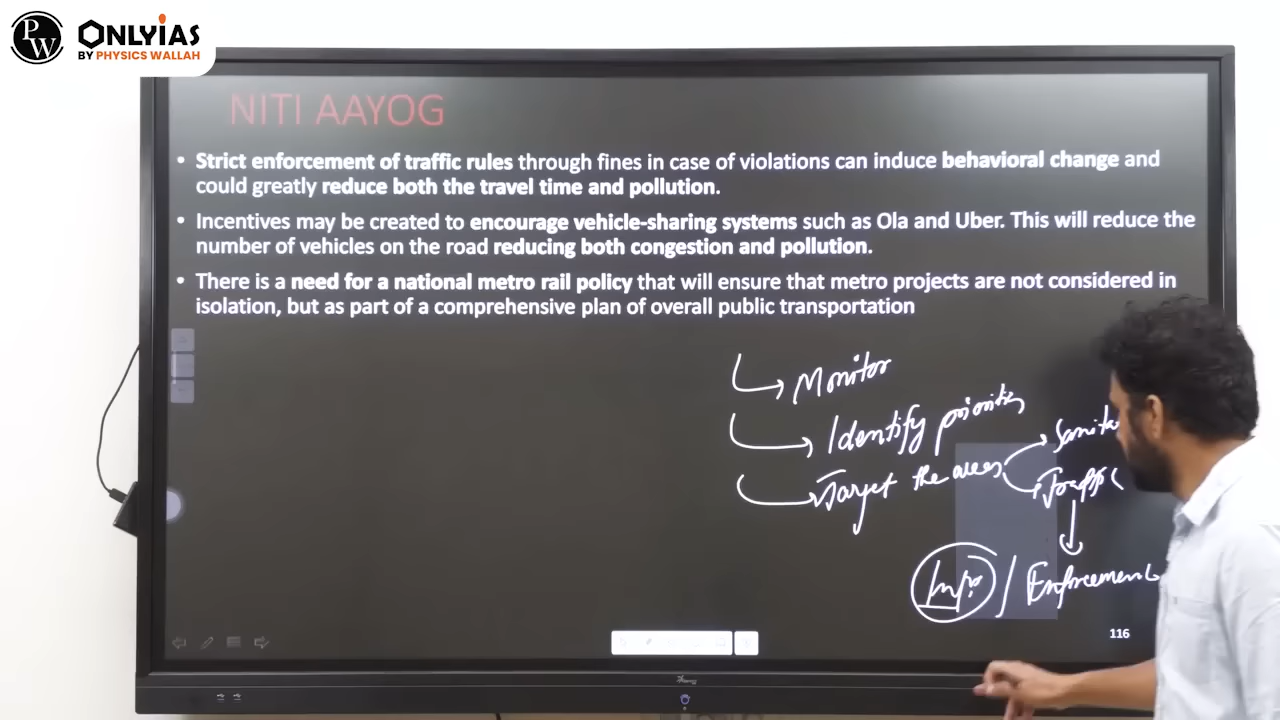 PW
ONLYIAS
BY PHYSICS WALLAH
NITI AAYOG
• Strict enforcement of traffic rules through fines in case of violations can induce behavioral change and
could greatly reduce both the travel time and pollution.
• Incentives may be created to encourage vehicle-sharing systems such as Ola and Uber. This will reduce the
number of vehicles on the road reducing both congestion and pollution.
• There is a need for a national metro rail policy that will ensure that metro projects are not considered in
isolation, but as part of a comprehensive plan of overall public transportation
Monitor
Identify priorities
Target the areas
Traffic
/ Enforcement
116